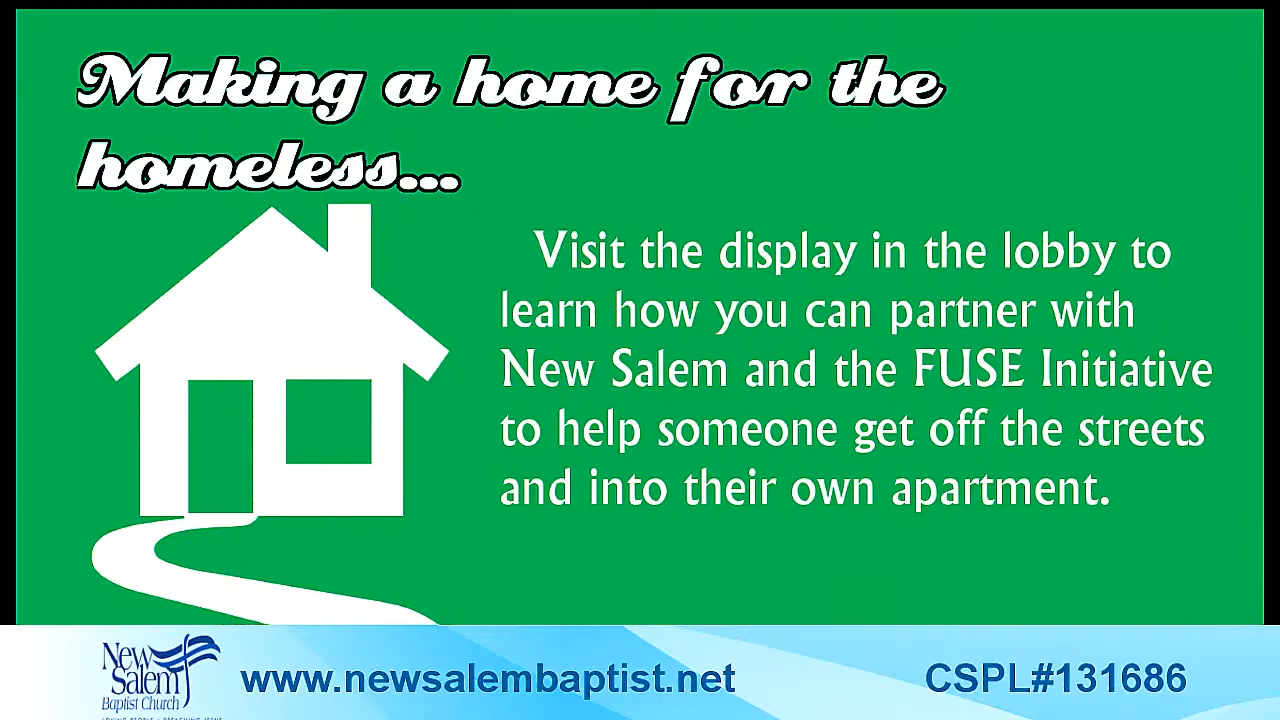 Making a home for the
homeless...
Visit the display in the lobby to
learn how you can partner with
New Salem and the FUSE Initiative
to help someone get off the streets
and into their own apartment.
New
Salem
Baptist Church
www.newsalembaptist.net
CSPL#131686